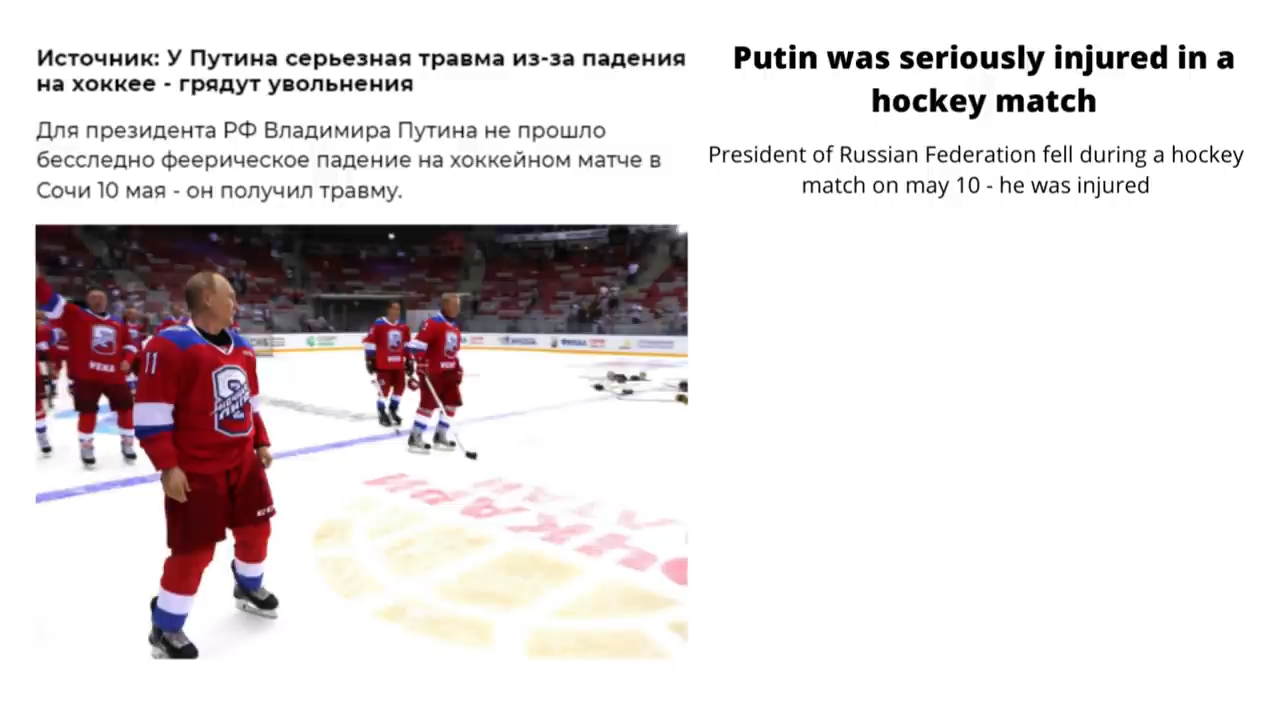 Источник: У Путина серьезная травма из-за падения
на хоккее - грядут увольнения
Для президента РФ Владимира Путина не прошло
бесследно феерическое падение на хоккейном матче в
Сочи 10 мая - он получил травму.
Putin was seriously injured in a
hockey match
President of Russian Federation fell during a hockey
match on may 10 - he was injured
11